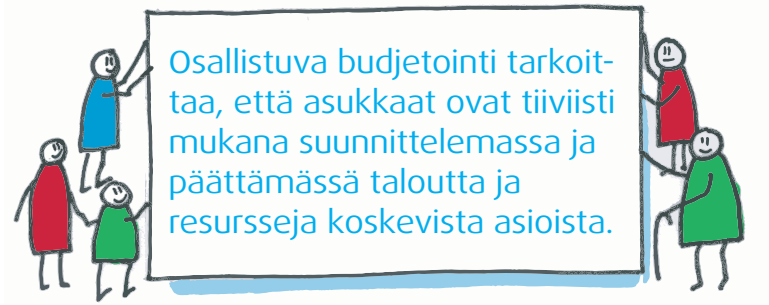 Osallistuva budjetointi tarkoit-
taa, että asukkaat ovat tiiviisti
mukana suunnittelemassa ja
päättämässä taloutta ja
resursseja koskevista asioista.